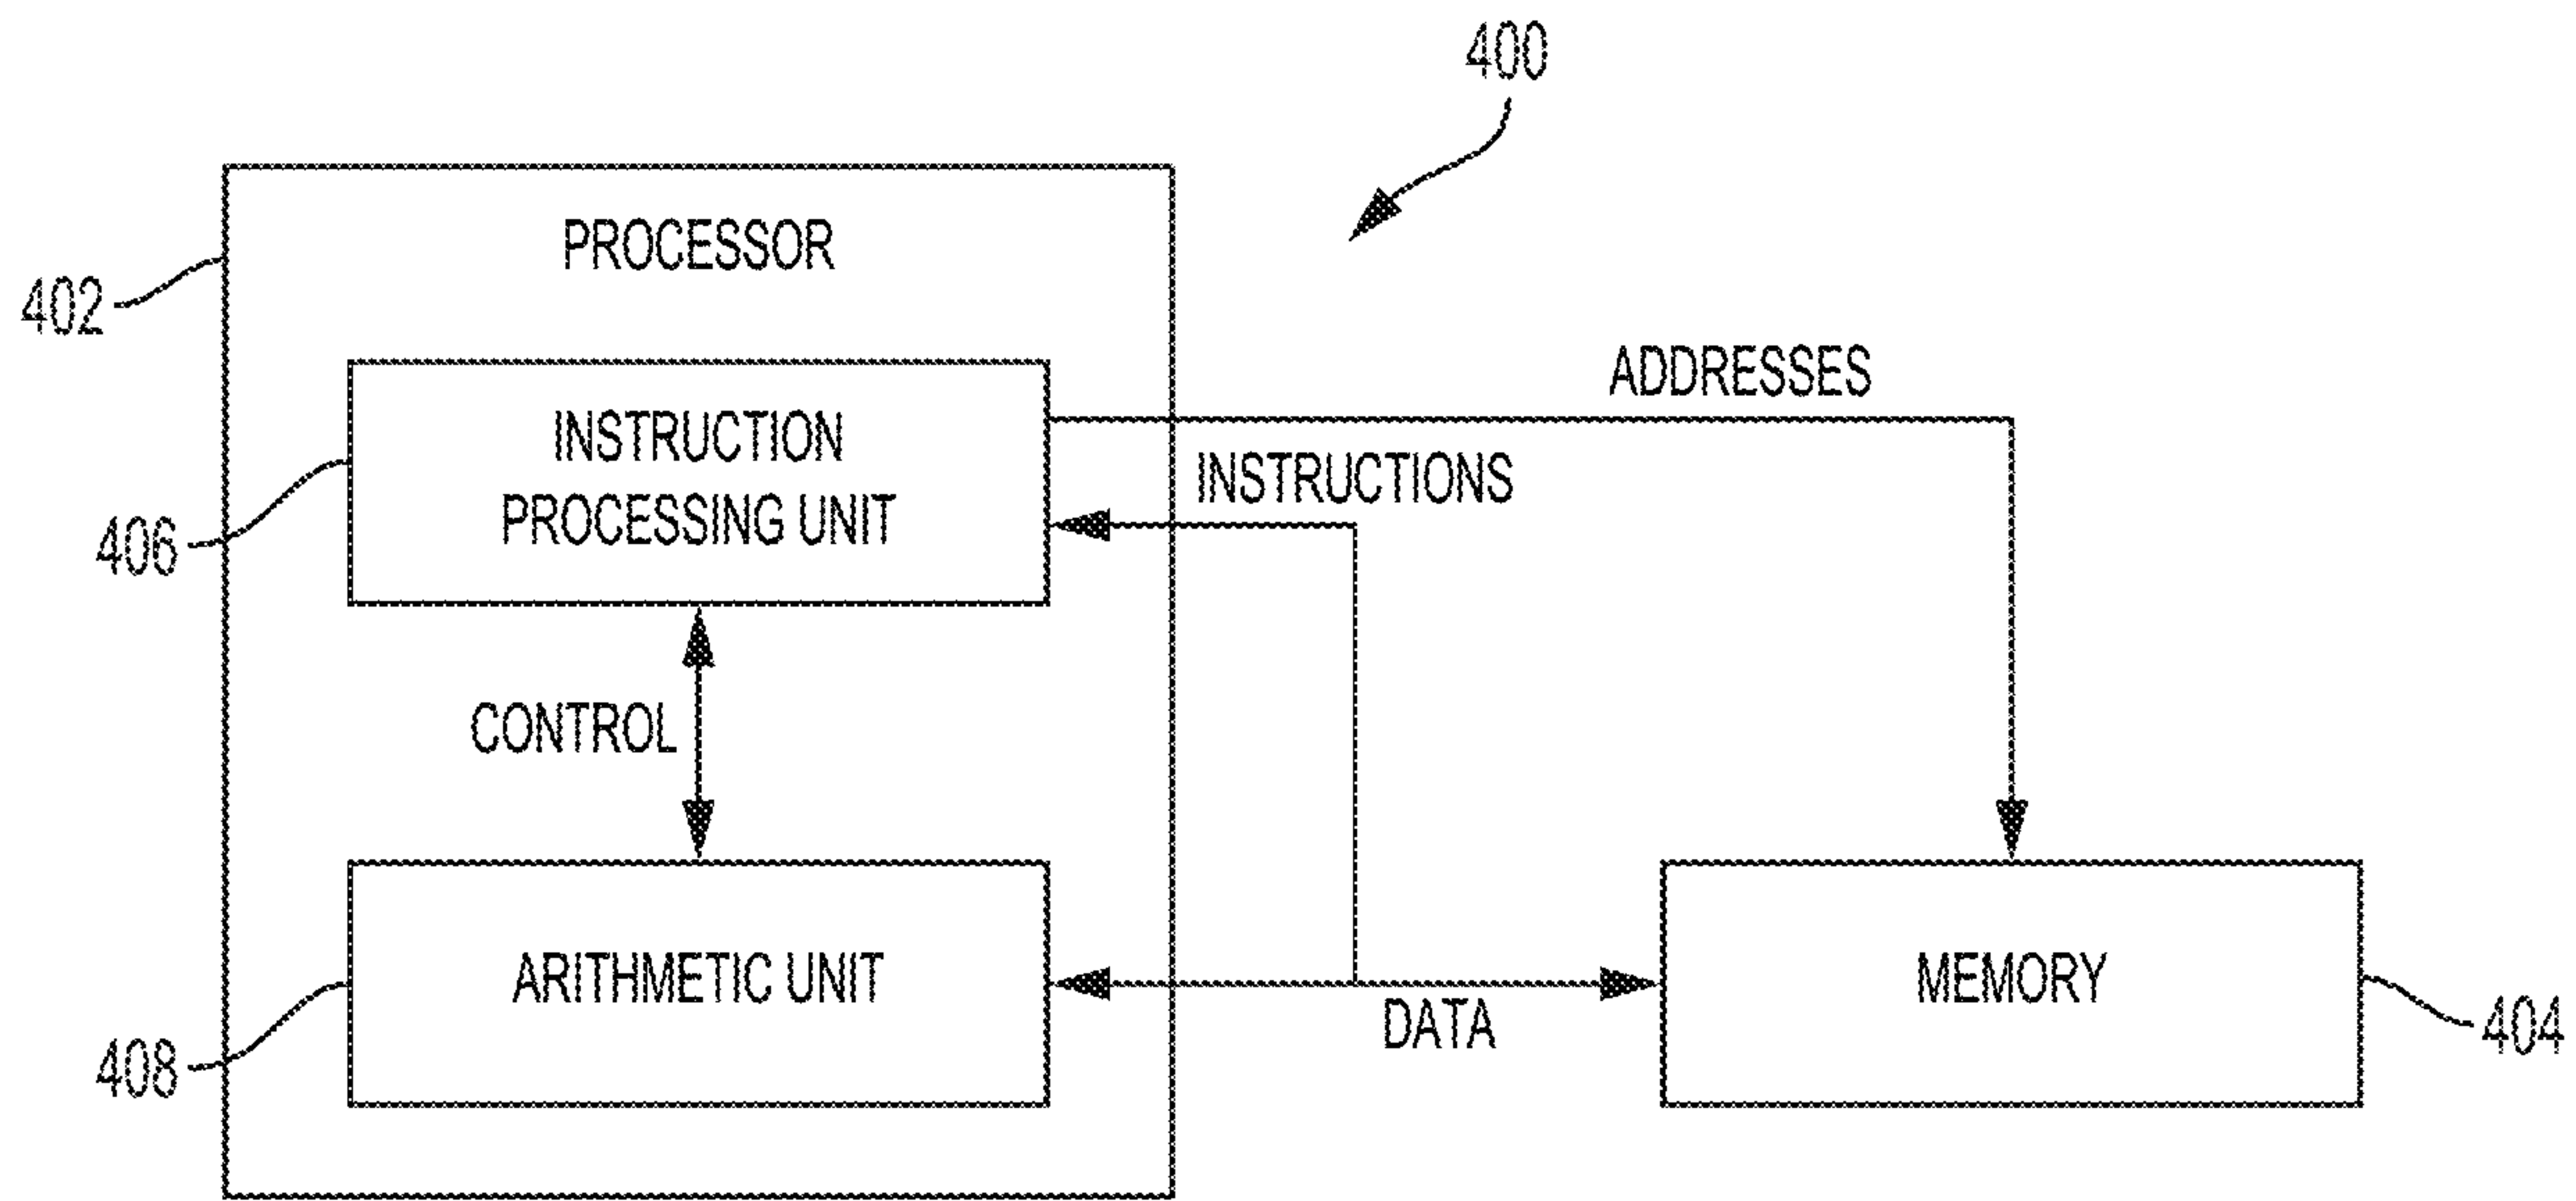 400
PROCESSOR
402
ADDRESSES
INSTRUCTION
PROCESSING UNIT
INSTRUCTIONS
406
CONTROL
ARITHMETIC UNIT
MEMORY
DATA
404
408